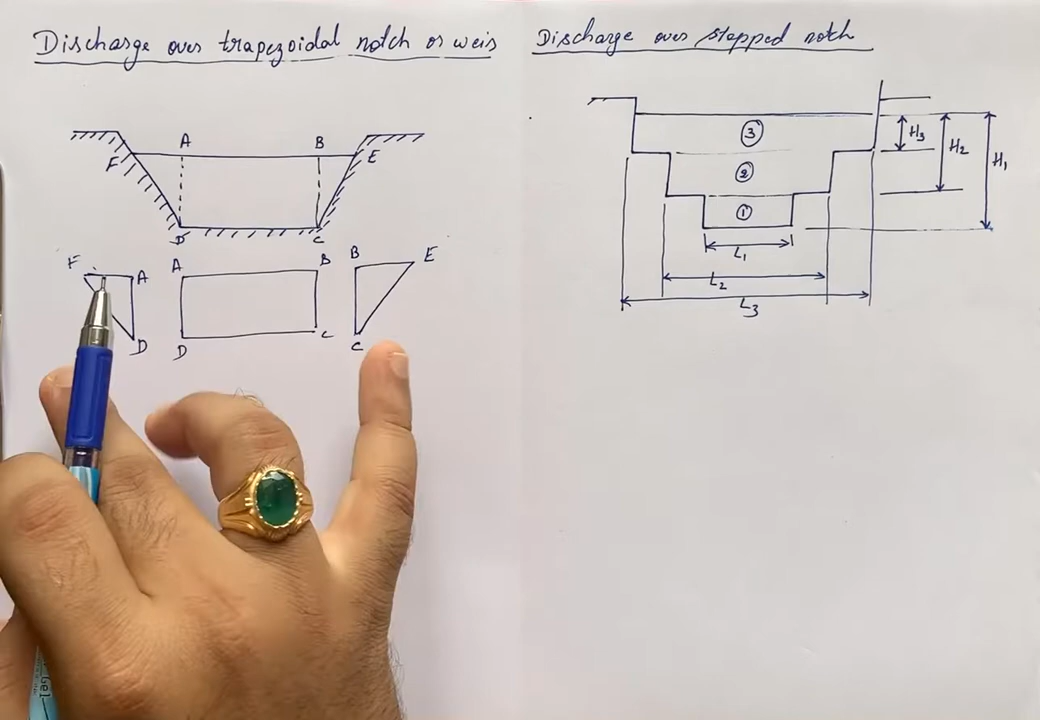 Discharge over trapezoidal notch or weir
A B
F E
D C
F A
D
A B
D C
B E
C
Discharge over stepped notch
③
②
①
H3
H2
H1
L1
L2
L3
Gel